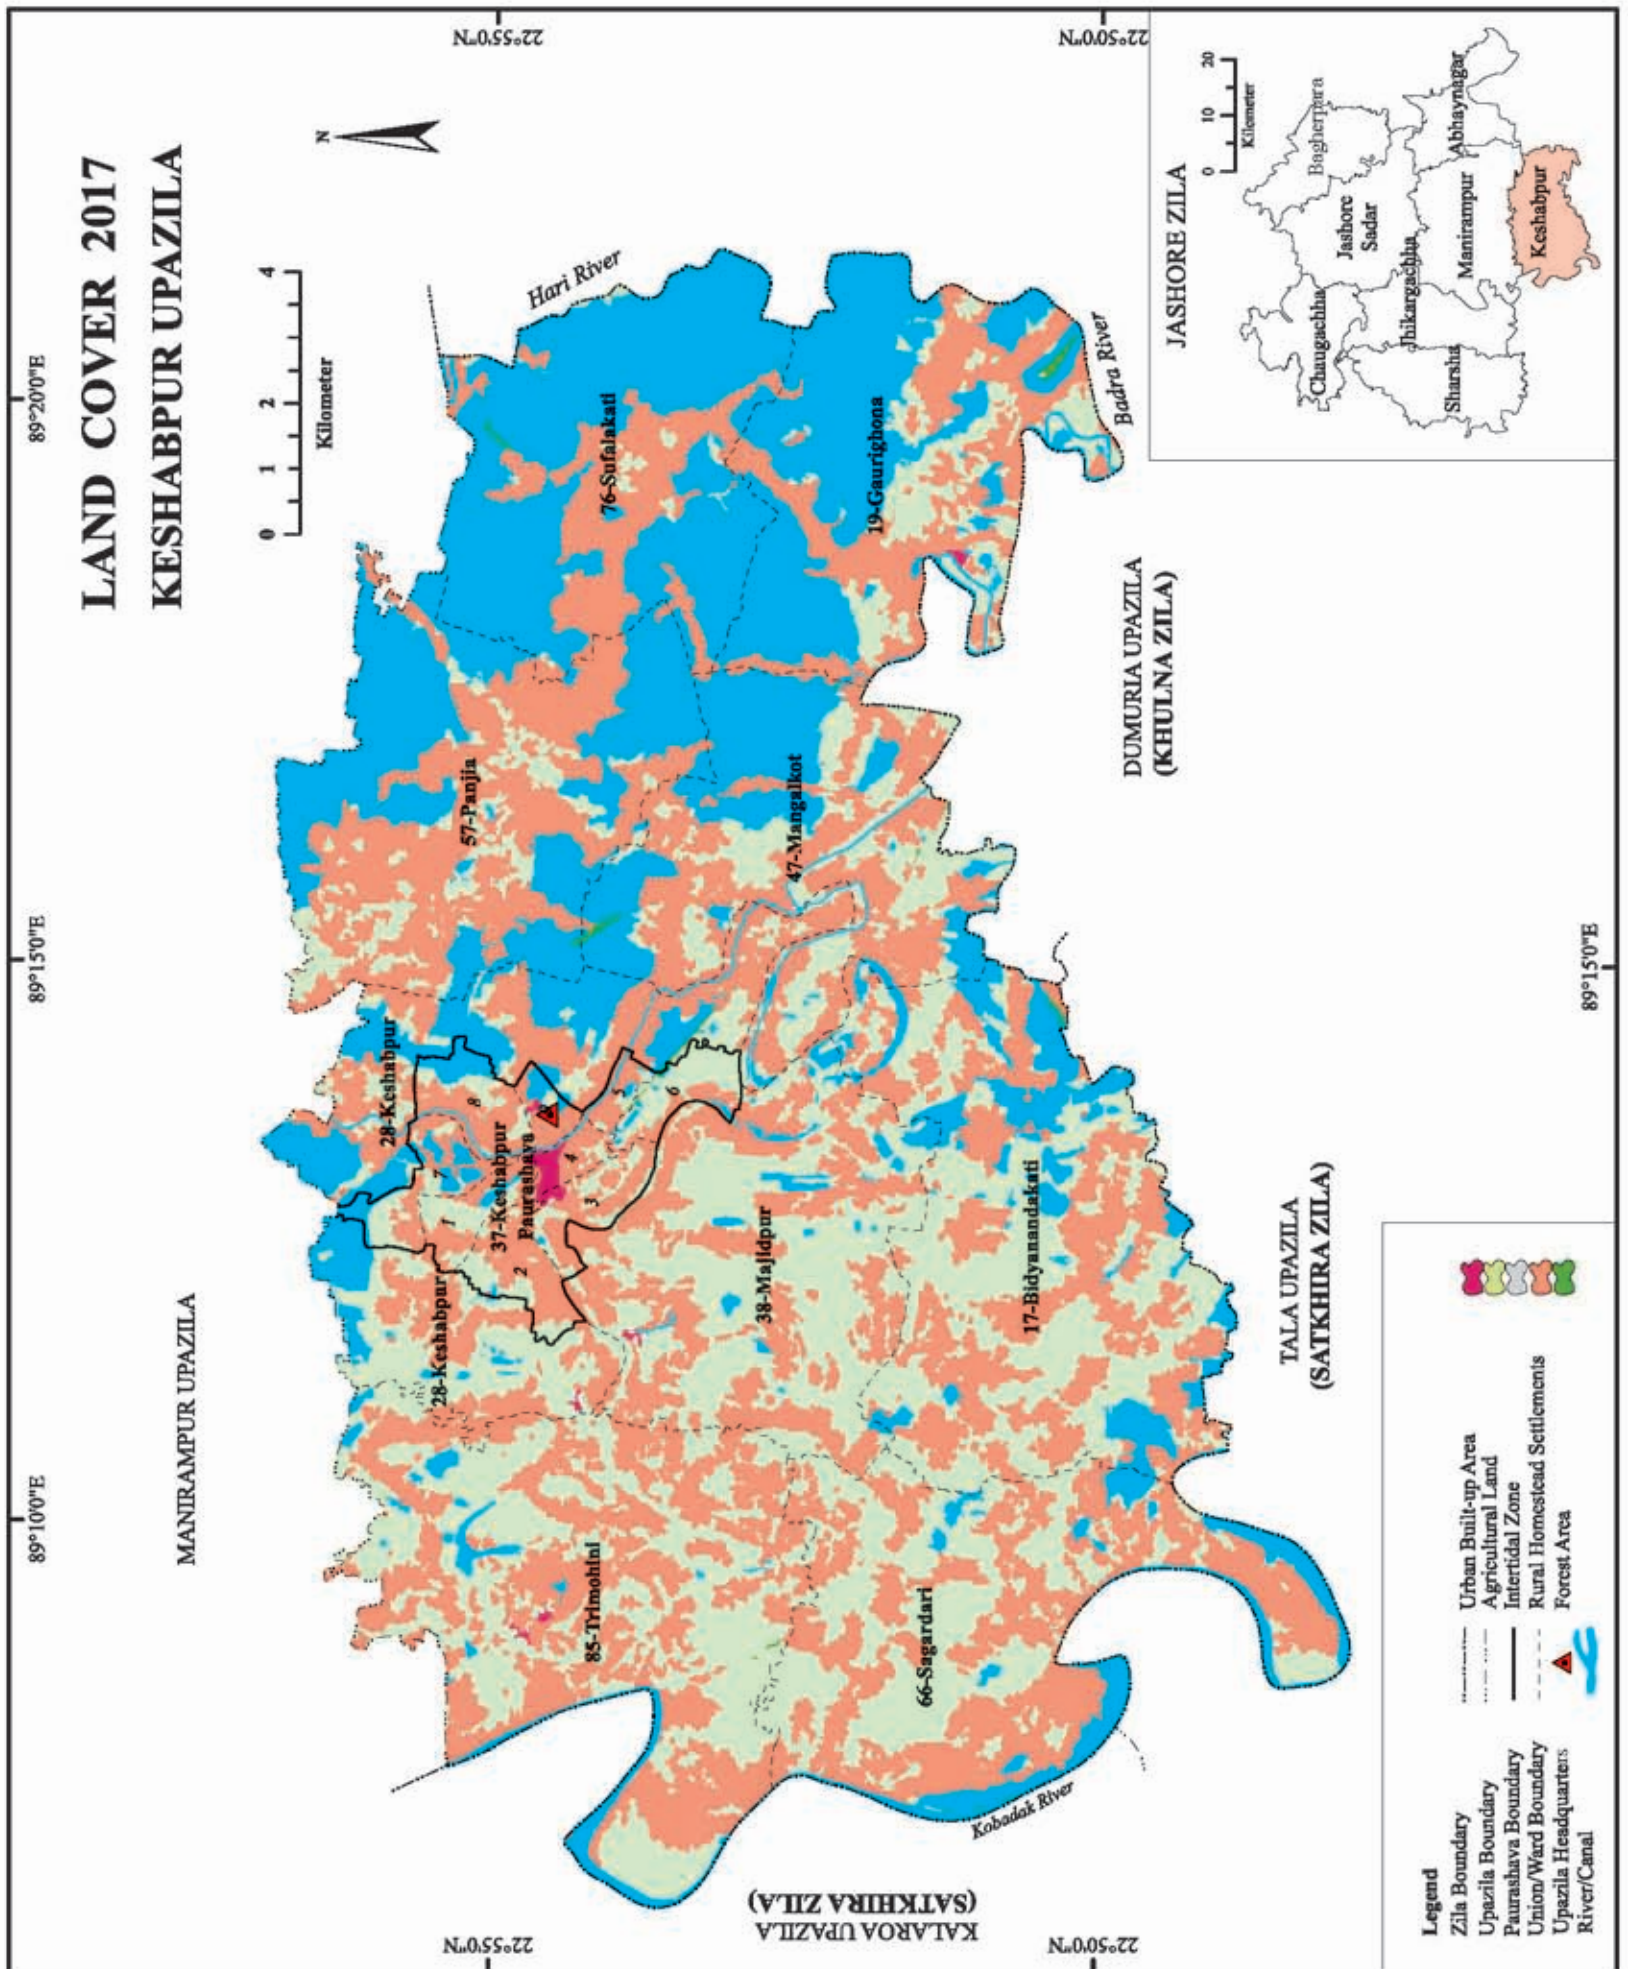 LAND COVER 2017
KESHABPUR UPAZILA
89°10'0"E
89°15'0"E
89°20'0"E
N
0 1 2 4
Kilometer
MANIRAMPUR UPAZILA
22°55'0"N
22°55'0"N
Hari River
28-Keshabpur
28-Keshabpur
57-Panjia
37-Keshabpur
Paurashava
1
2
3
4
5
6
7
8
85-Trimohini
76-Sufalakati
38-Majidpur
47-Mangalkot
19-Gaurighona
66-Sagardari
17-Bidyanandakati
KALAROA UPAZILA
(SATKHIRA ZILA)
Kobadak River
Badra River
22°50'0"N
22°50'0"N
DUMURIA UPAZILA
(KHULNA ZILA)
TALA UPAZILA
(SATKHIRA ZILA)
89°15'0"E
Legend
Zila Boundary
Upazila Boundary
Paurashava Boundary
Union/Ward Boundary
Upazila Headquarters
River/Canal
Urban Built-up Area
Agricultural Land
Intertidal Zone
Rural Homestead Settlements
Forest Area
JASHORE ZILA
0 10 20
Kilometer
Chaugachha
Bagherpara
Jashore
Sadar
Jhikargachha
Sharsha
Manirampur
Abhaynagar
Keshabpur